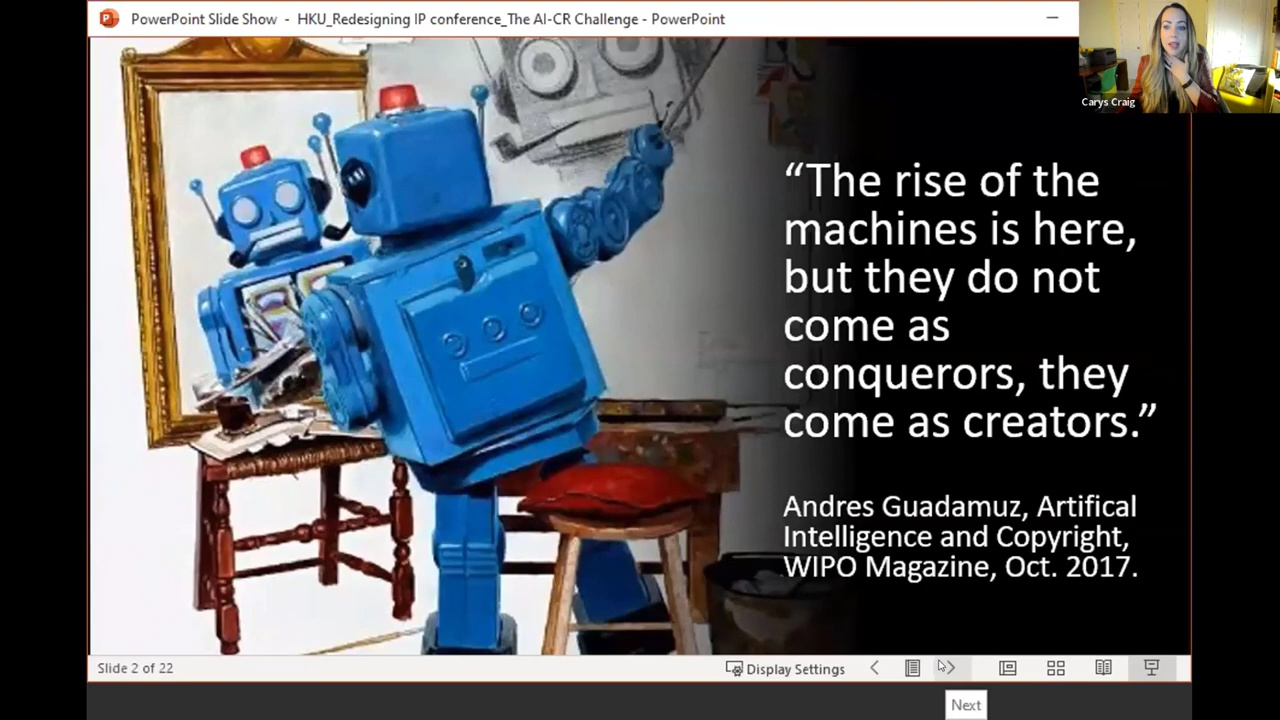 PowerPoint Slide Show - HKU_Redesigning IP conference_The AI-CR Challenge - PowerPoint
Carys Craig
“The rise of the
machines is here,
but they do not
come as
conquerors, they
come as creators.”
Andres Guadamuz, Artifical
Intelligence and Copyright,
WIPO Magazine, Oct. 2017.
Slide 2 of 22
Display Settings
Next